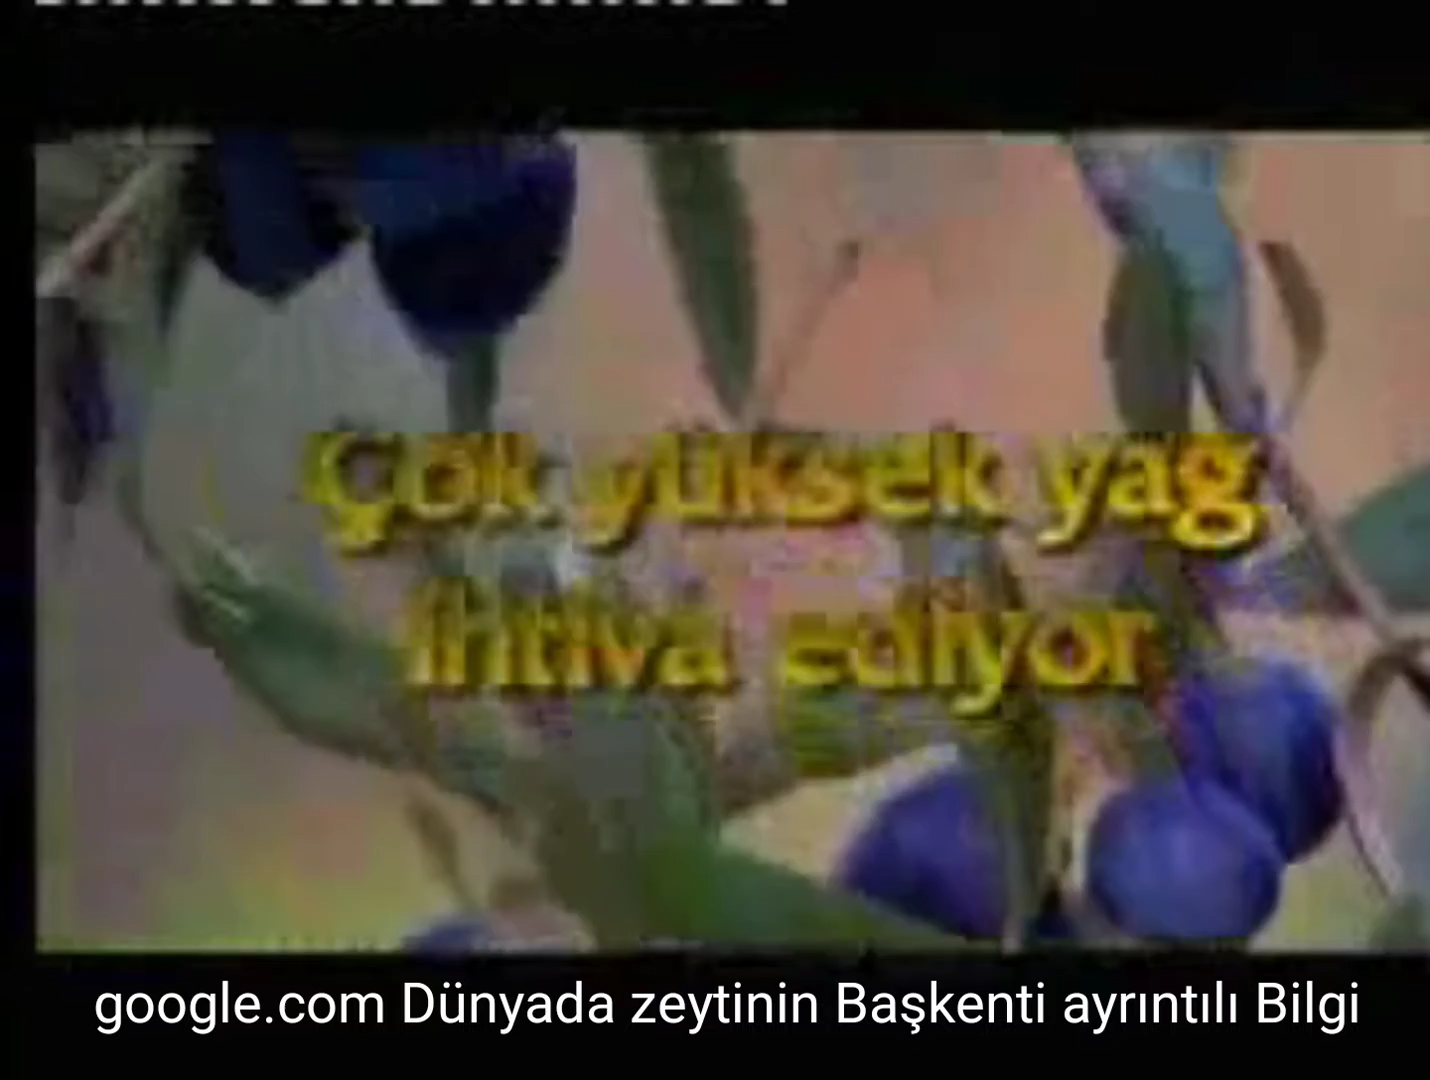 Çok yüksek yağ
ihtiva ediyor
google.com Dünyada zeytinin Başkenti ayrıntılı Bilgi